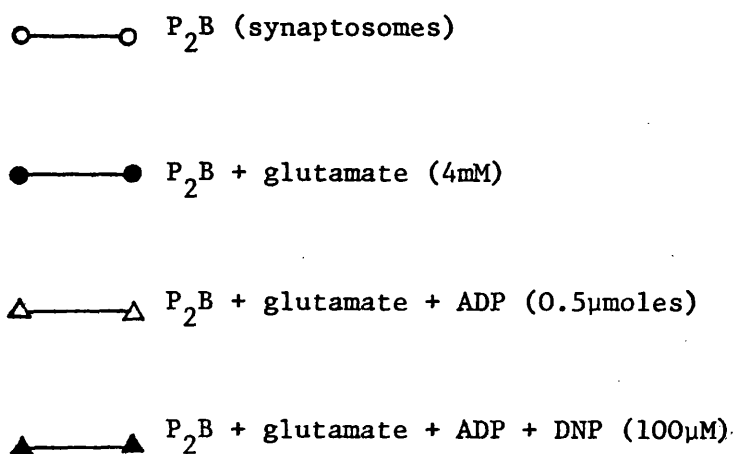 P₂B (synaptosomes)
P₂B + glutamate (4mM)
P₂B + glutamate + ADP (0.5μmoles)
P₂B + glutamate + ADP + DNP (100μM)